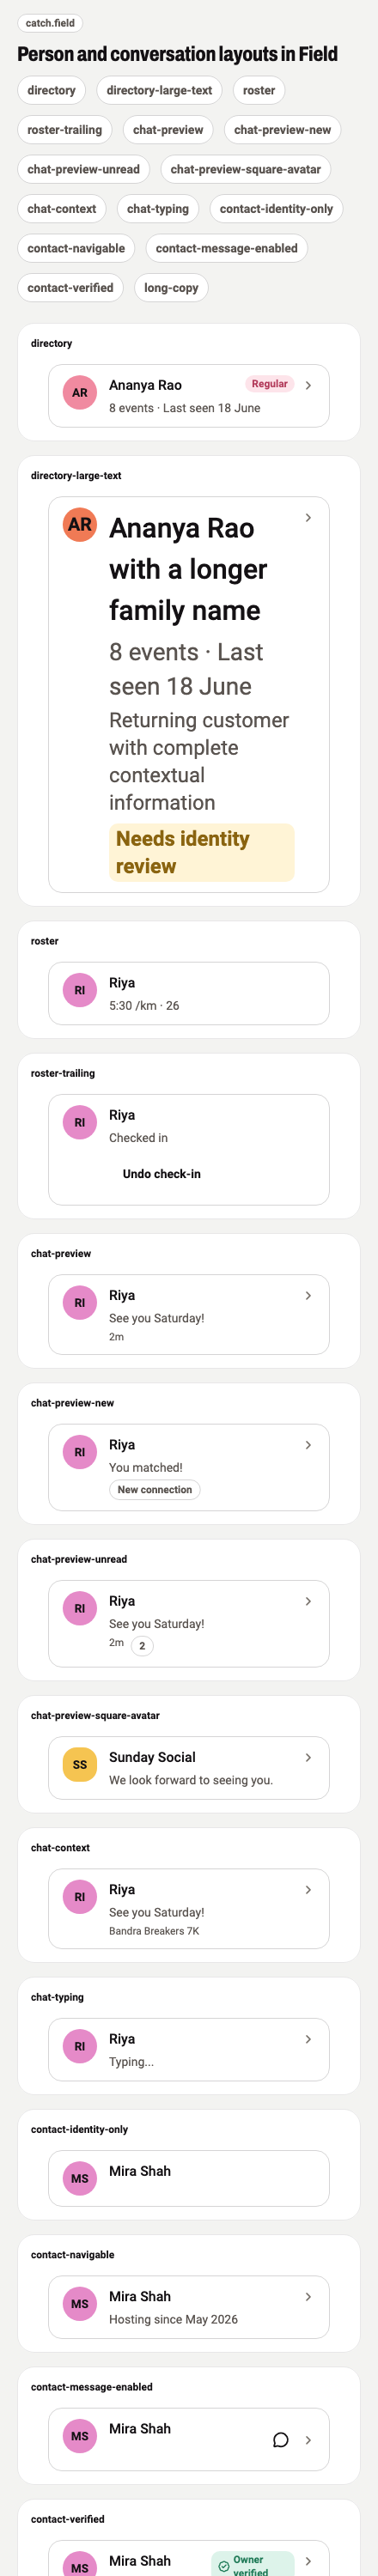 catch.field
Person and conversation layouts in Field
directory
directory-large-text
roster
roster-trailing
chat-preview
chat-preview-new
chat-preview-unread
chat-preview-square-avatar
chat-context
chat-typing
contact-identity-only
contact-navigable
contact-message-enabled
contact-verified
long-copy
directory
AR
Ananya Rao
Regular
8 events · Last seen 18 June
directory-large-text
AR
Ananya Rao
with a longer
family name
8 events · Last
seen 18 June
Returning customer
with complete
contextual
information
Needs identity
review
roster
RI
Riya
5:30 /km · 26
roster-trailing
RI
Riya
Checked in
Undo check-in
chat-preview
RI
Riya
See you Saturday!
2m
chat-preview-new
RI
Riya
You matched!
New connection
chat-preview-unread
RI
Riya
See you Saturday!
2m
2
chat-preview-square-avatar
SS
Sunday Social
We look forward to seeing you.
chat-context
RI
Riya
See you Saturday!
Bandra Breakers 7K
chat-typing
RI
Riya
Typing...
contact-identity-only
MS
Mira Shah
contact-navigable
MS
Mira Shah
Hosting since May 2026
contact-message-enabled
MS
Mira Shah
contact-verified
MS
Mira Shah
Owner
verified